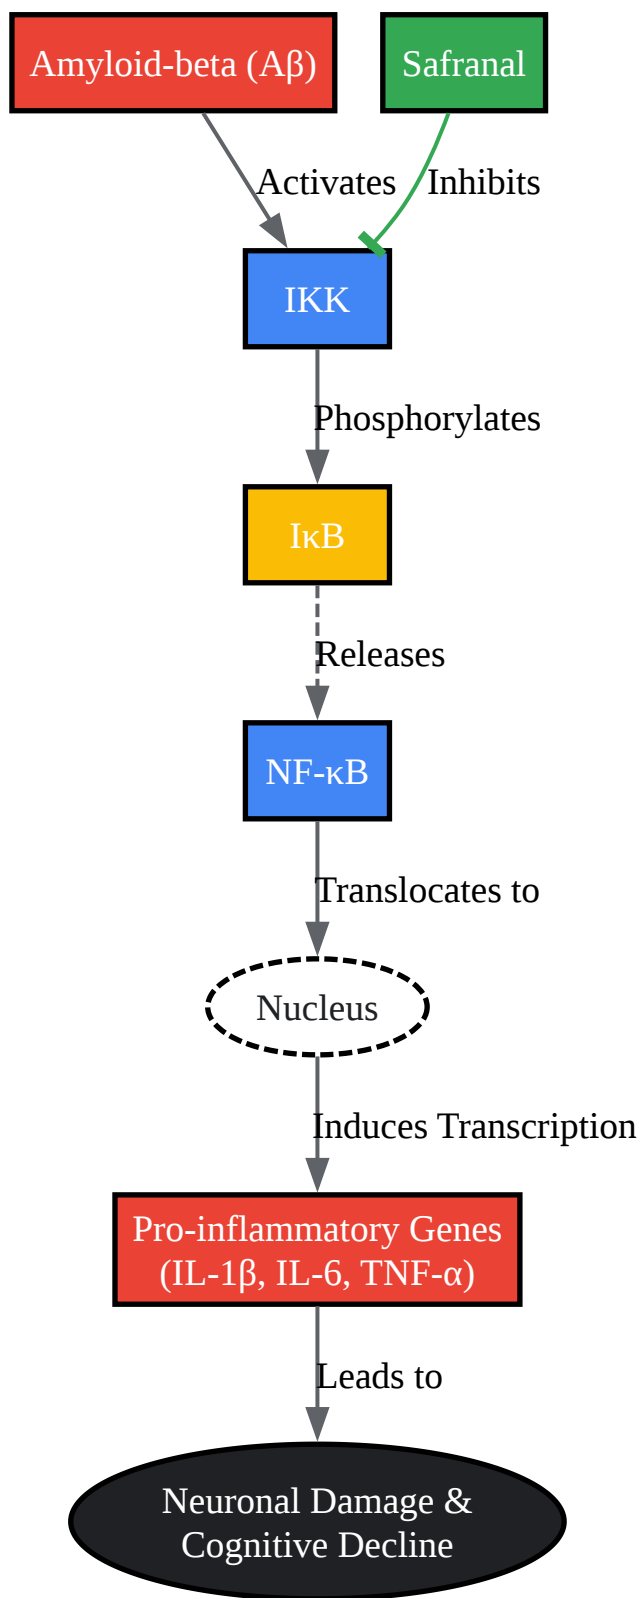 Amyloid-beta (Aβ)
Safranal
Activates
Inhibits
IKK
Phosphorylates
IκB
Releases
NF-κB
Translocates to
Nucleus
Induces Transcription
Pro-inflammatory Genes
(IL-1β, IL-6, TNF-α)
Leads to
Neuronal Damage &
Cognitive Decline